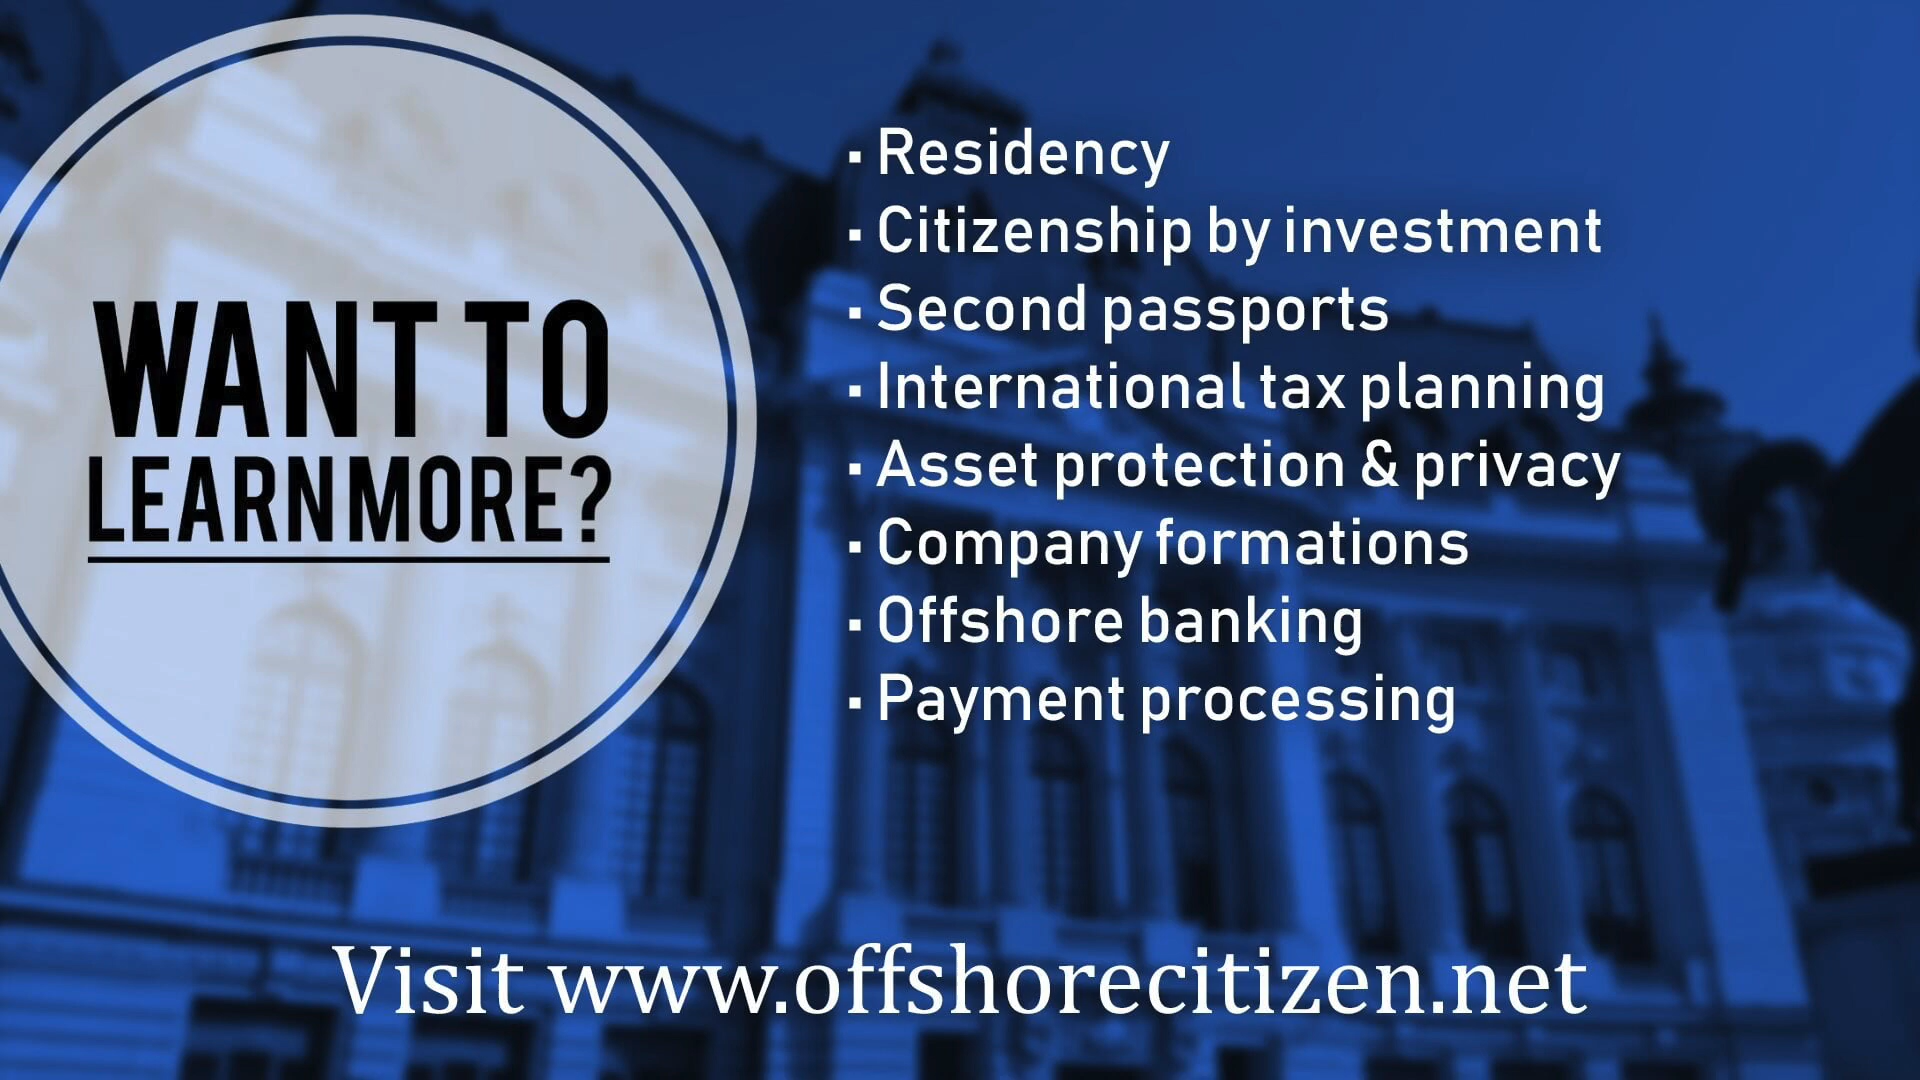 WANT TO
LEARN MORE?
▪ Residency
▪ Citizenship by investment
▪ Second passports
▪ International tax planning
▪ Asset protection & privacy
▪ Company formations
▪ Offshore banking
▪ Payment processing
Visit www.offshorecitizen.net